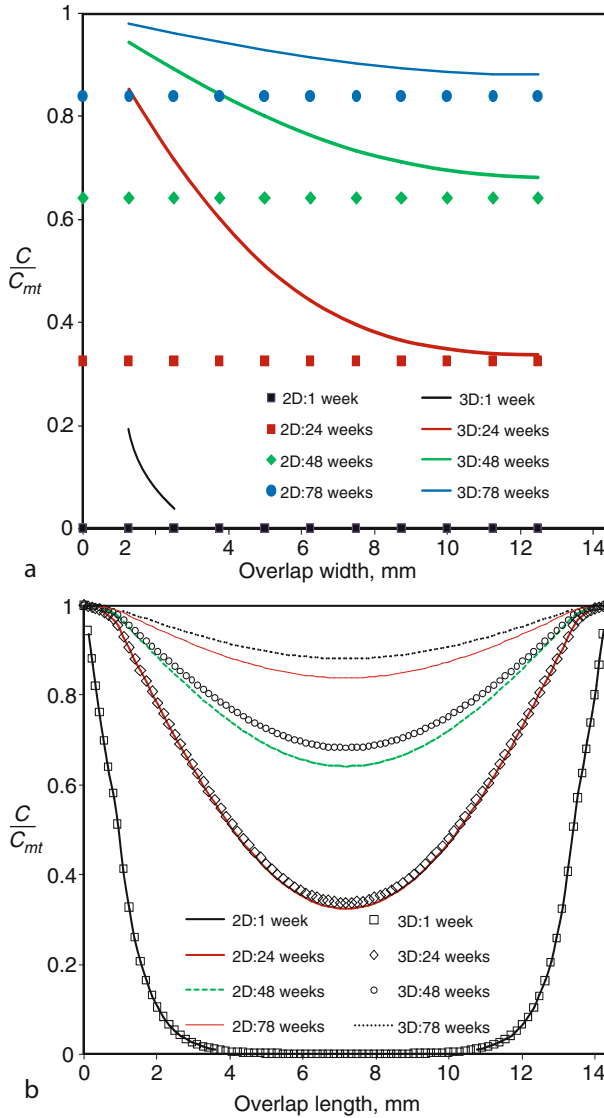 1
0.8
0.6
C
C_mt
0.4
0.2
0
2D:1 week 3D:1 week
2D:24 weeks 3D:24 weeks
2D:48 weeks 3D:48 weeks
2D:78 weeks 3D:78 weeks
0 2 4 6 8 10 12 14
a Overlap width, mm
1
0.8
0.6
C
C_mt
0.4
0.2
0
2D:1 week 3D:1 week
2D:24 weeks 3D:24 weeks
2D:48 weeks 3D:48 weeks
2D:78 weeks 3D:78 weeks
0 2 4 6 8 10 12 14
b Overlap length, mm